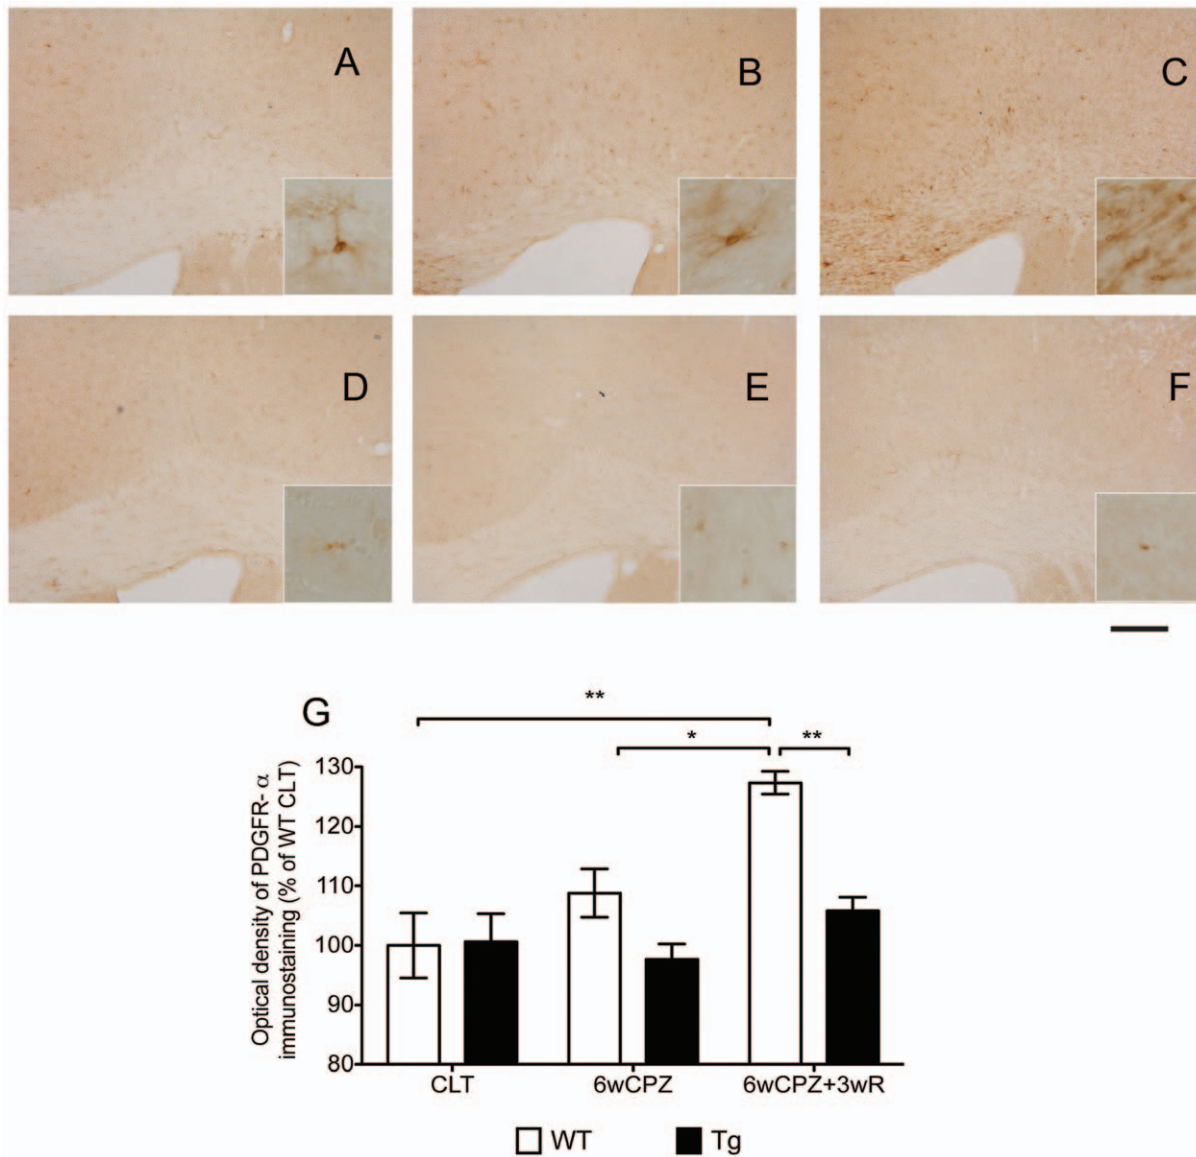 A
B
C
D
E
F
G
**
*
**
Optical density of PDGFR- α
immunostaining (% of WT CLT)
130
120
110
100
90
80
CLT
6wCPZ
6wCPZ+3wR
WT
Tg